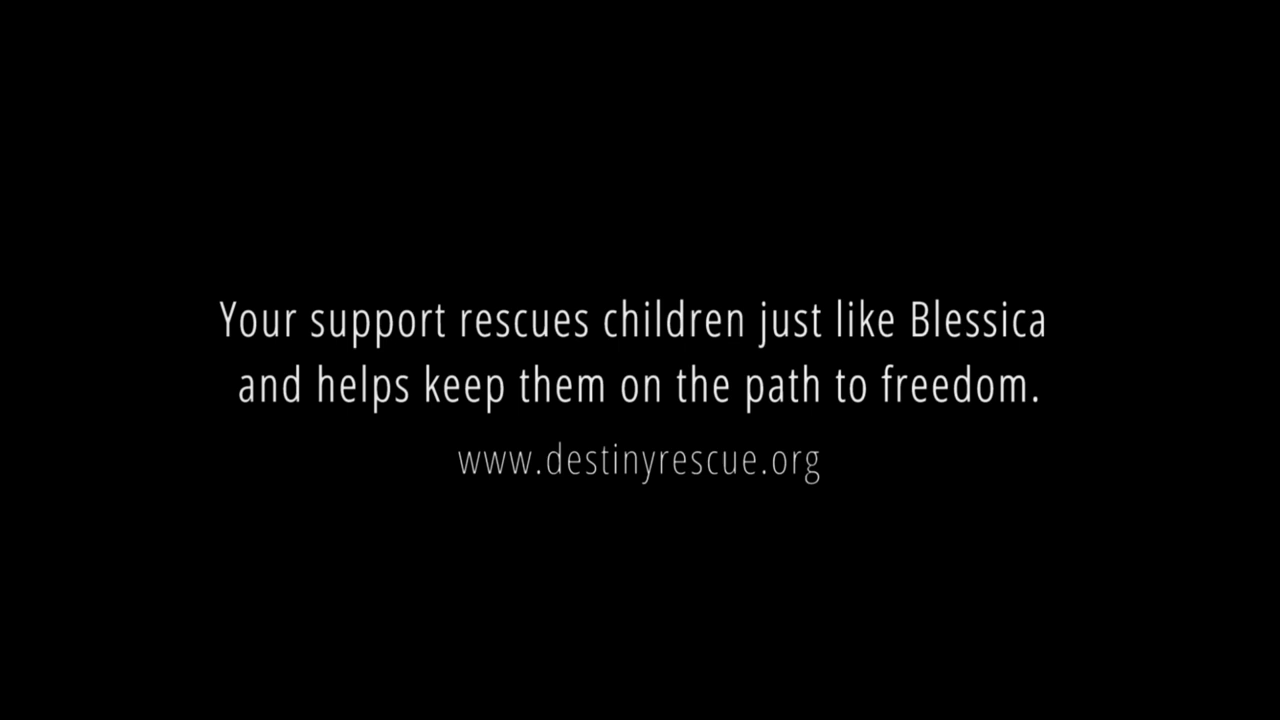 Your support rescues children just like Blessica
and helps keep them on the path to freedom.
www.destinyrescue.org